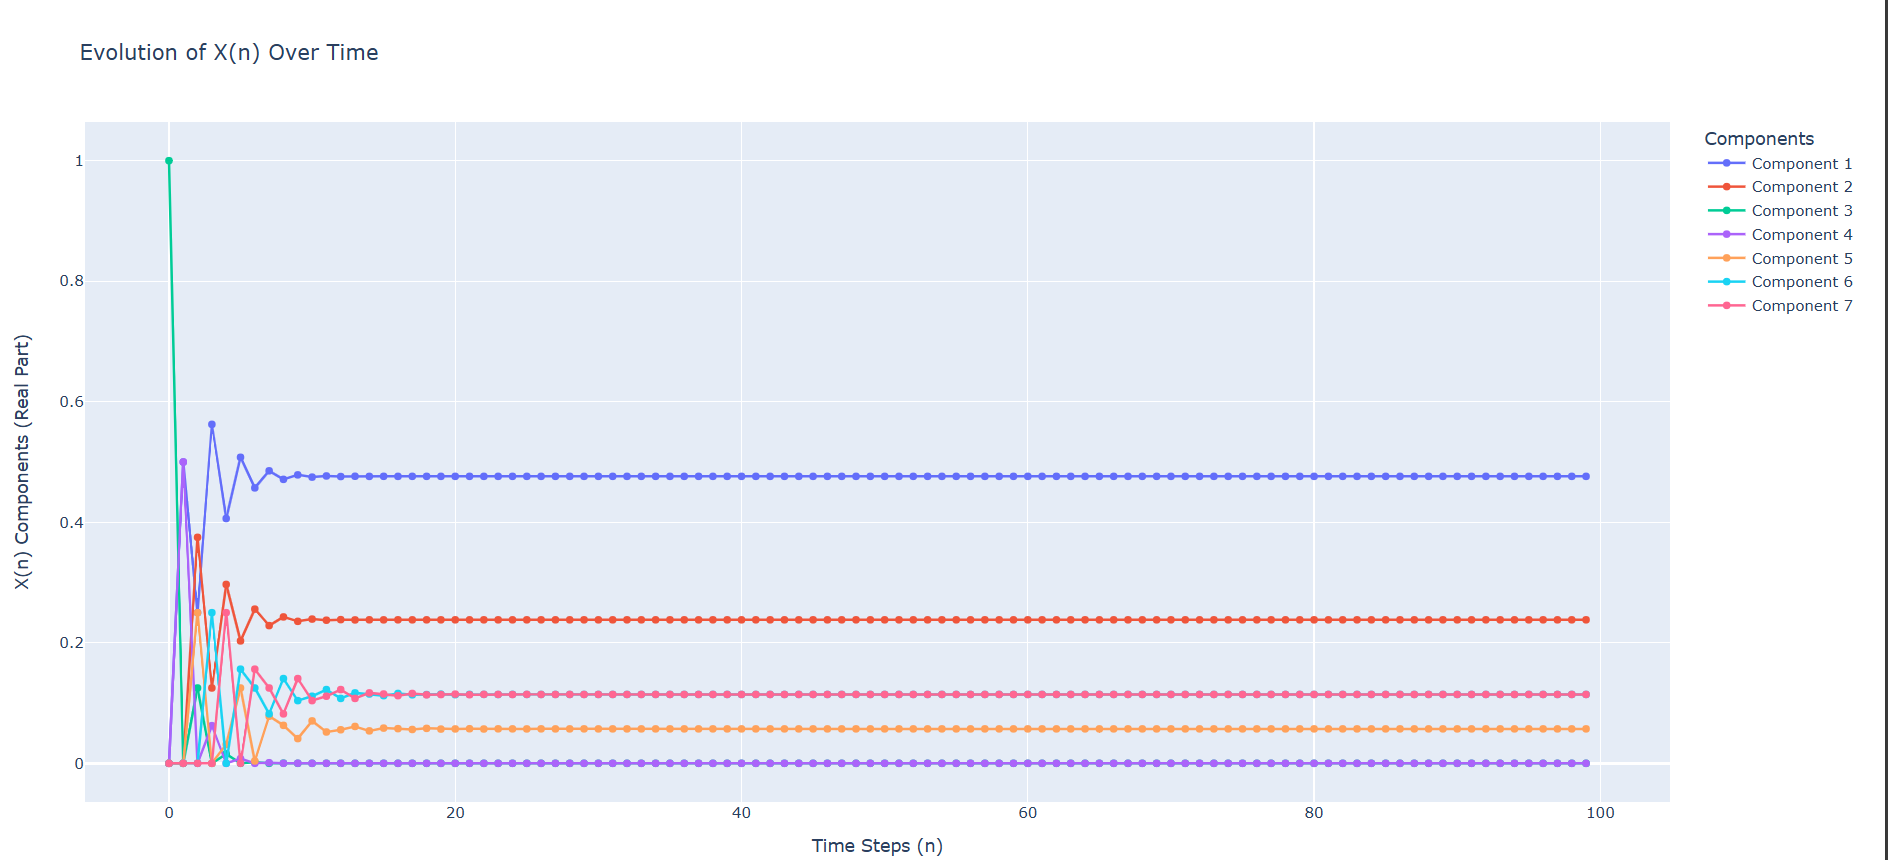 Evolution of X(n) Over Time
X(n) Components (Real Part)
1
0.8
0.6
0.4
0.2
0
0 20 40 60 80 100
Time Steps (n)
Components
Component 1
Component 2
Component 3
Component 4
Component 5
Component 6
Component 7